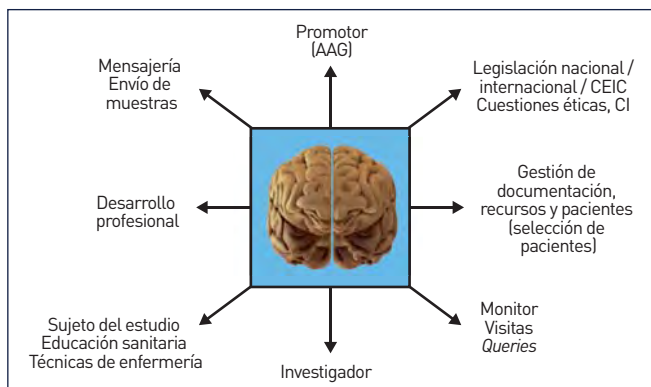 Promotor
(AAG)
Mensajería
Envío de
muestras
Legislación nacional /
internacional / CEIC
Cuestiones éticas, CI
Desarrollo
profesional
Gestión de
documentación,
recursos y pacientes
(selección de
pacientes)
Sujeto del estudio
Educación sanitaria
Técnicas de enfermería
Investigador
Monitor
Visitas
Queries